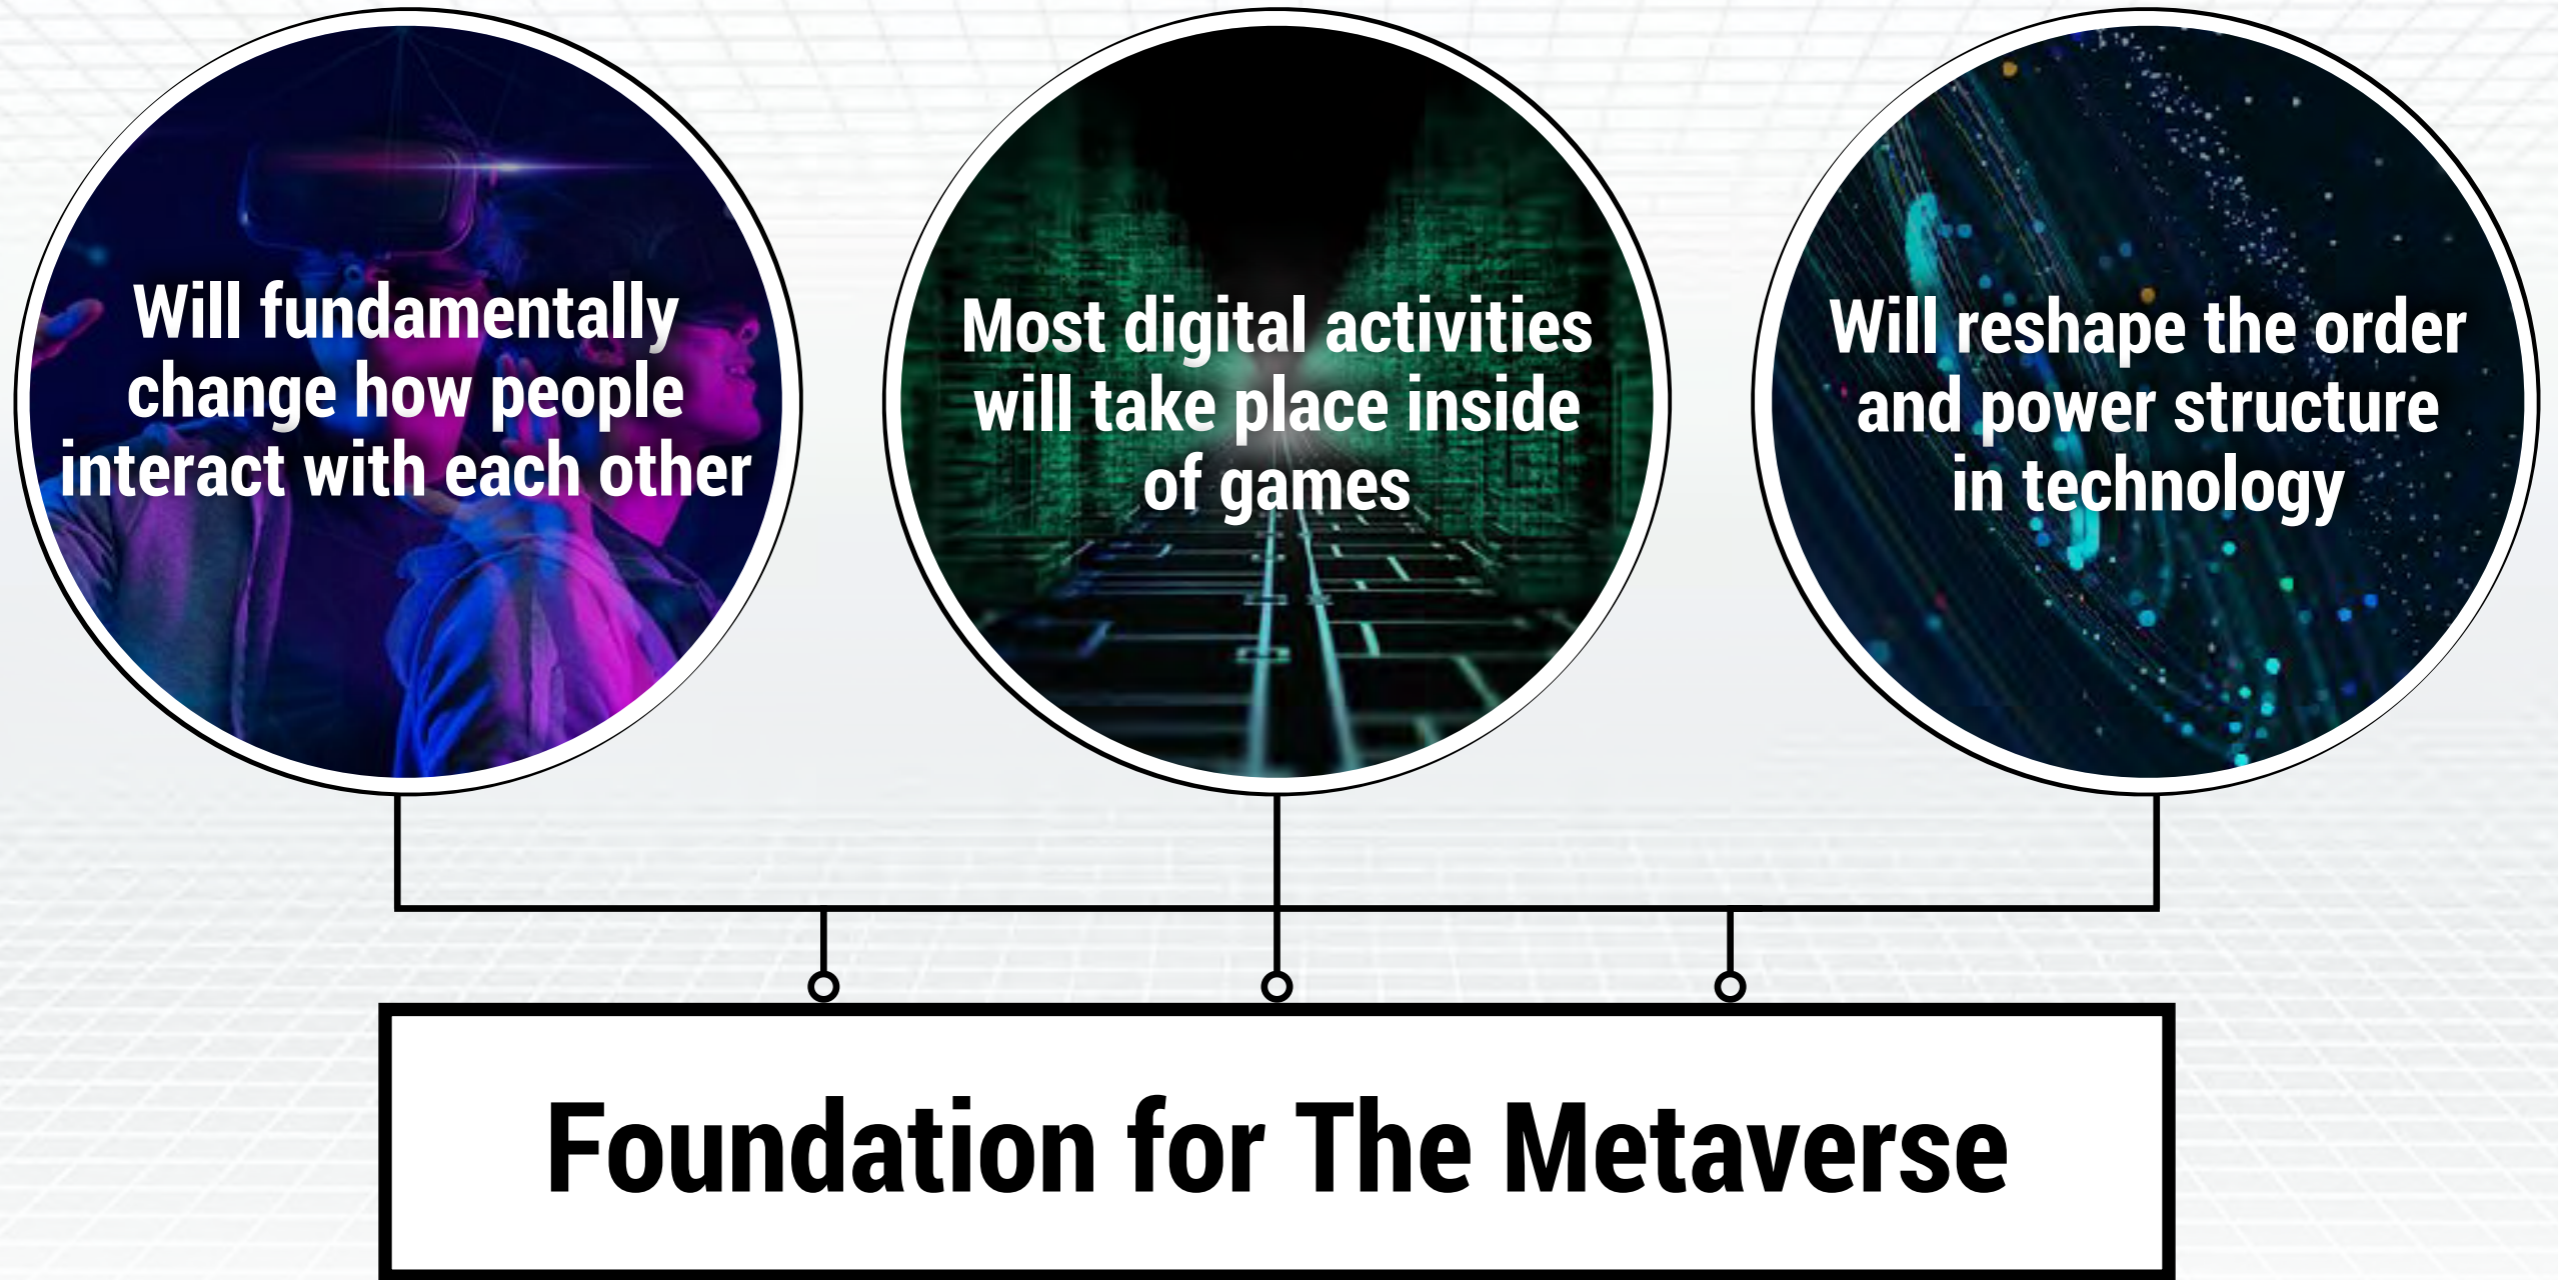 Will fundamentally
change how people
interact with each other
Most digital activities
will take place inside
of games
Will reshape the order
and power structure
in technology
Foundation for The Metaverse